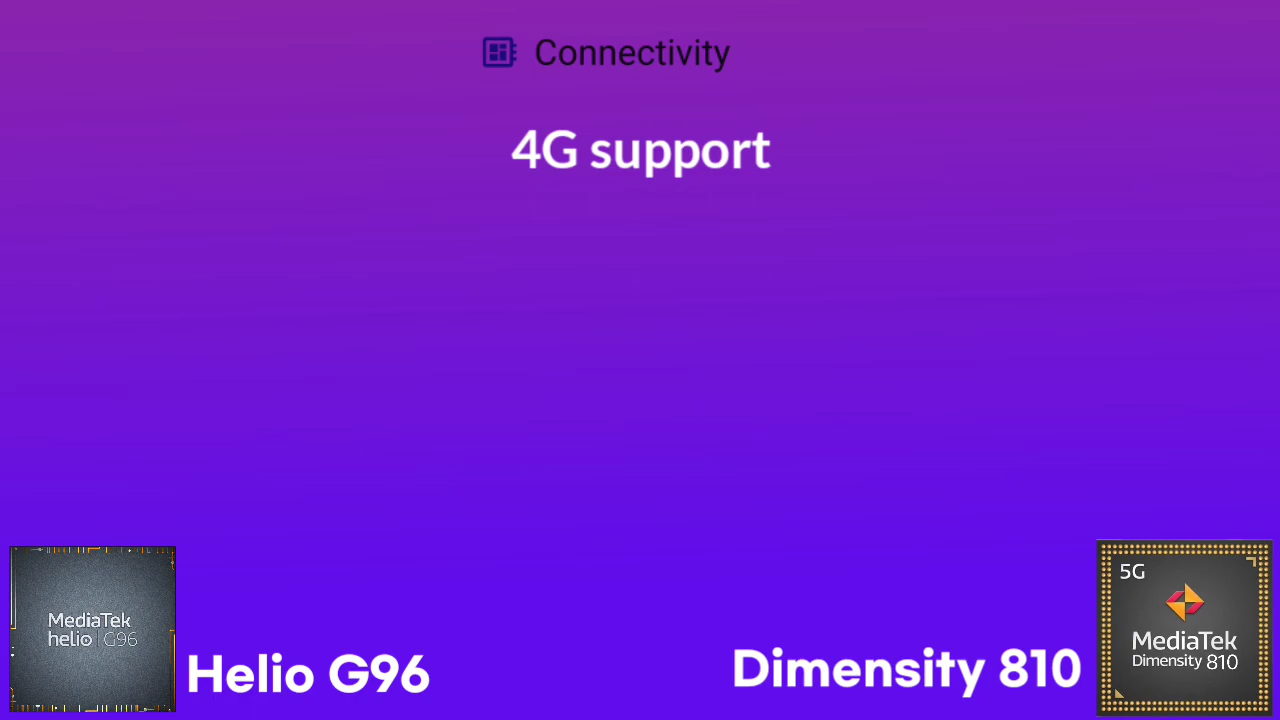 Connectivity
4G support
MediaTek
helio | G96
Helio G96
Dimensity 810
5G
MediaTek
Dimensity 810